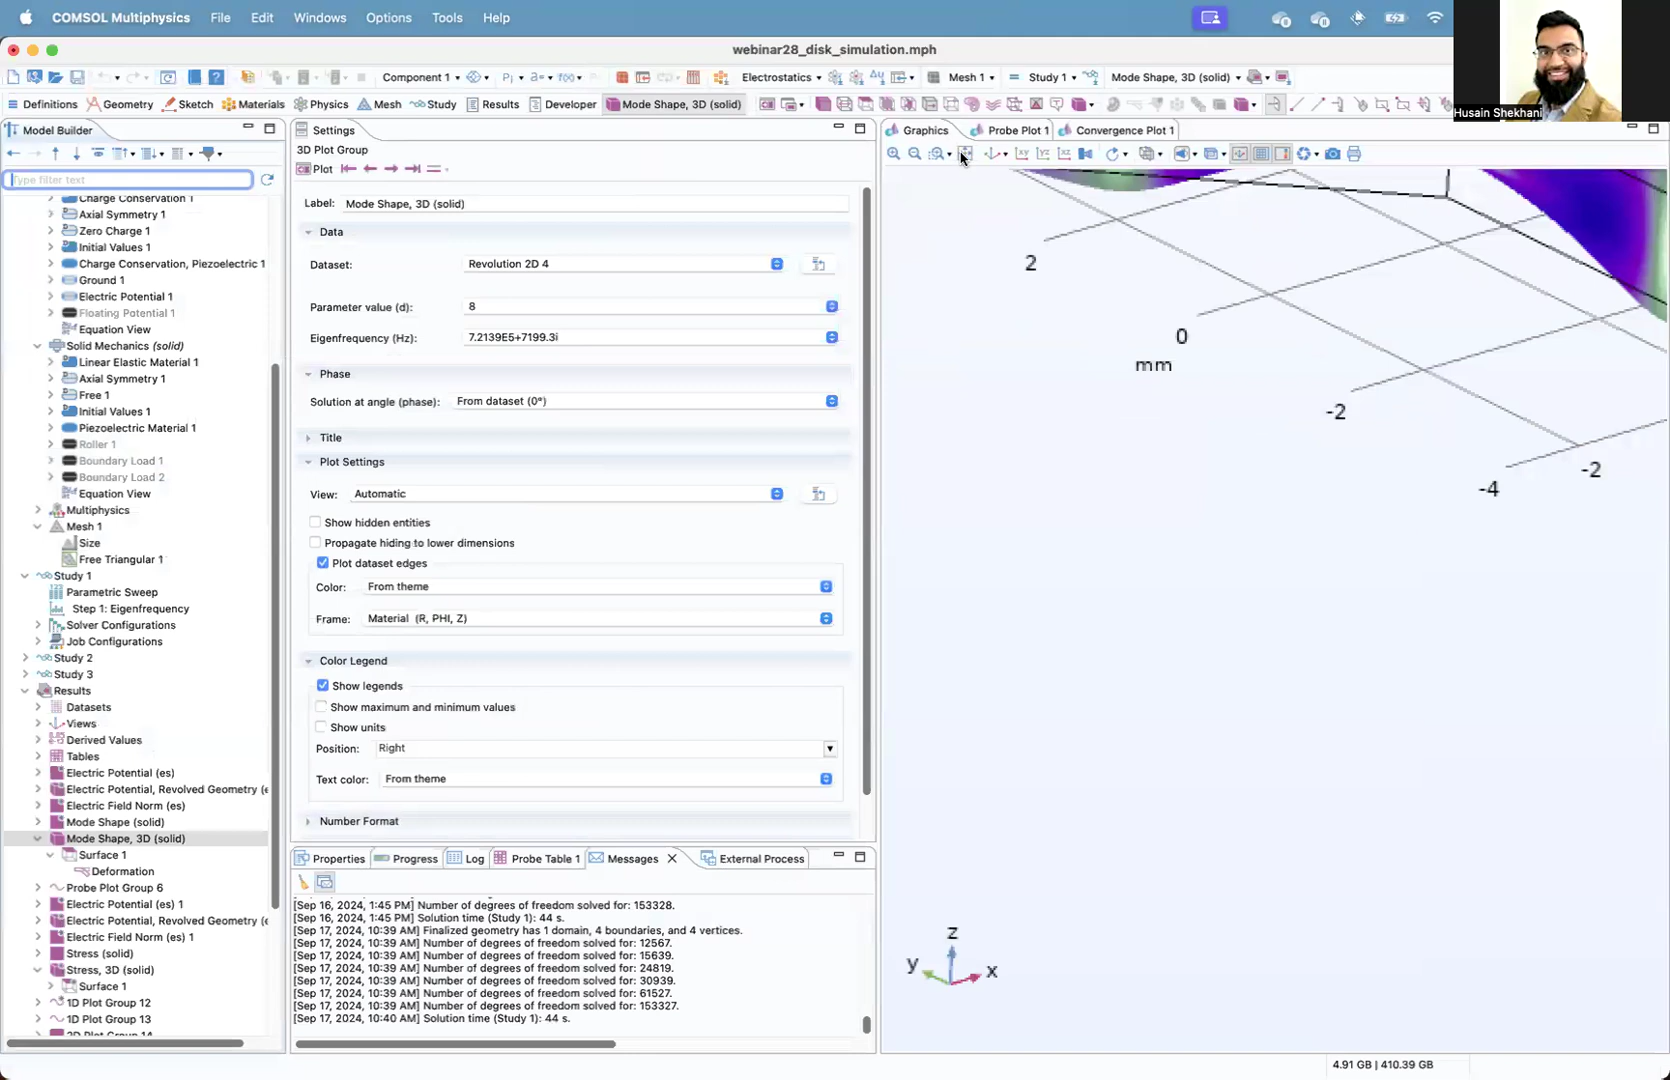 COMSOL Multiphysics File Edit Windows Options Tools Help
webinar28_disk_simulation.mph
Husain Shekhani
Component 1 Electrostatics Mesh 1 Study 1 Mode Shape, 3D (solid)
Definitions Geometry Sketch Materials Physics Mesh Study Results Developer Mode Shape, 3D (solid)
Model Builder
Type filter text
Charge Conservation 1
Axial Symmetry 1
Zero Charge 1
Initial Values 1
Charge Conservation, Piezoelectric 1
Ground 1
Electric Potential 1
Floating Potential 1
Equation View
Solid Mechanics (solid)
Linear Elastic Material 1
Axial Symmetry 1
Free 1
Initial Values 1
Piezoelectric Material 1
Roller 1
Boundary Load 1
Boundary Load 2
Equation View
Multiphysics
Mesh 1
Size
Free Triangular 1
Study 1
Parametric Sweep
Step 1: Eigenfrequency
Solver Configurations
Job Configurations
Study 2
Study 3
Results
Datasets
Views
Derived Values
Tables
Electric Potential (es)
Electric Potential, Revolved Geometry (e
Electric Field Norm (es)
Mode Shape (solid)
Mode Shape, 3D (solid)
Surface 1
Deformation
Probe Plot Group 6
Electric Potential (es) 1
Electric Potential, Revolved Geometry (e
Electric Field Norm (es) 1
Stress (solid)
Stress, 3D (solid)
Surface 1
1D Plot Group 12
1D Plot Group 13
2D Plot Group 14
Settings
3D Plot Group
Plot
Label: Mode Shape, 3D (solid)
Data
Dataset: Revolution 2D 4
Parameter value (d): 8
Eigenfrequency (Hz): 7.2139E5+7199.3i
Phase
Solution at angle (phase): From dataset (0°)
Title
Plot Settings
View: Automatic
Show hidden entities
Propagate hiding to lower dimensions
Plot dataset edges
Color: From theme
Frame: Material (R, PHI, Z)
Color Legend
Show legends
Show maximum and minimum values
Show units
Position: Right
Text color: From theme
Number Format
Properties Progress Log Probe Table 1 Messages External Process
[Sep 16, 2024, 1:45 PM] Number of degrees of freedom solved for: 153328.
[Sep 16, 2024, 1:45 PM] Solution time (Study 1): 44 s.
[Sep 17, 2024, 10:39 AM] Finalized geometry has 1 domain, 4 boundaries, and 4 vertices.
[Sep 17, 2024, 10:39 AM] Number of degrees of freedom solved for: 12567.
[Sep 17, 2024, 10:39 AM] Number of degrees of freedom solved for: 15639.
[Sep 17, 2024, 10:39 AM] Number of degrees of freedom solved for: 24819.
[Sep 17, 2024, 10:39 AM] Number of degrees of freedom solved for: 30939.
[Sep 17, 2024, 10:39 AM] Number of degrees of freedom solved for: 61527.
[Sep 17, 2024, 10:39 AM] Number of degrees of freedom solved for: 153327.
[Sep 17, 2024, 10:40 AM] Solution time (Study 1): 44 s.
Graphics Probe Plot 1 Convergence Plot 1
2
0
mm
-2
-2
-4
z
y
x
4.91 GB | 410.39 GB